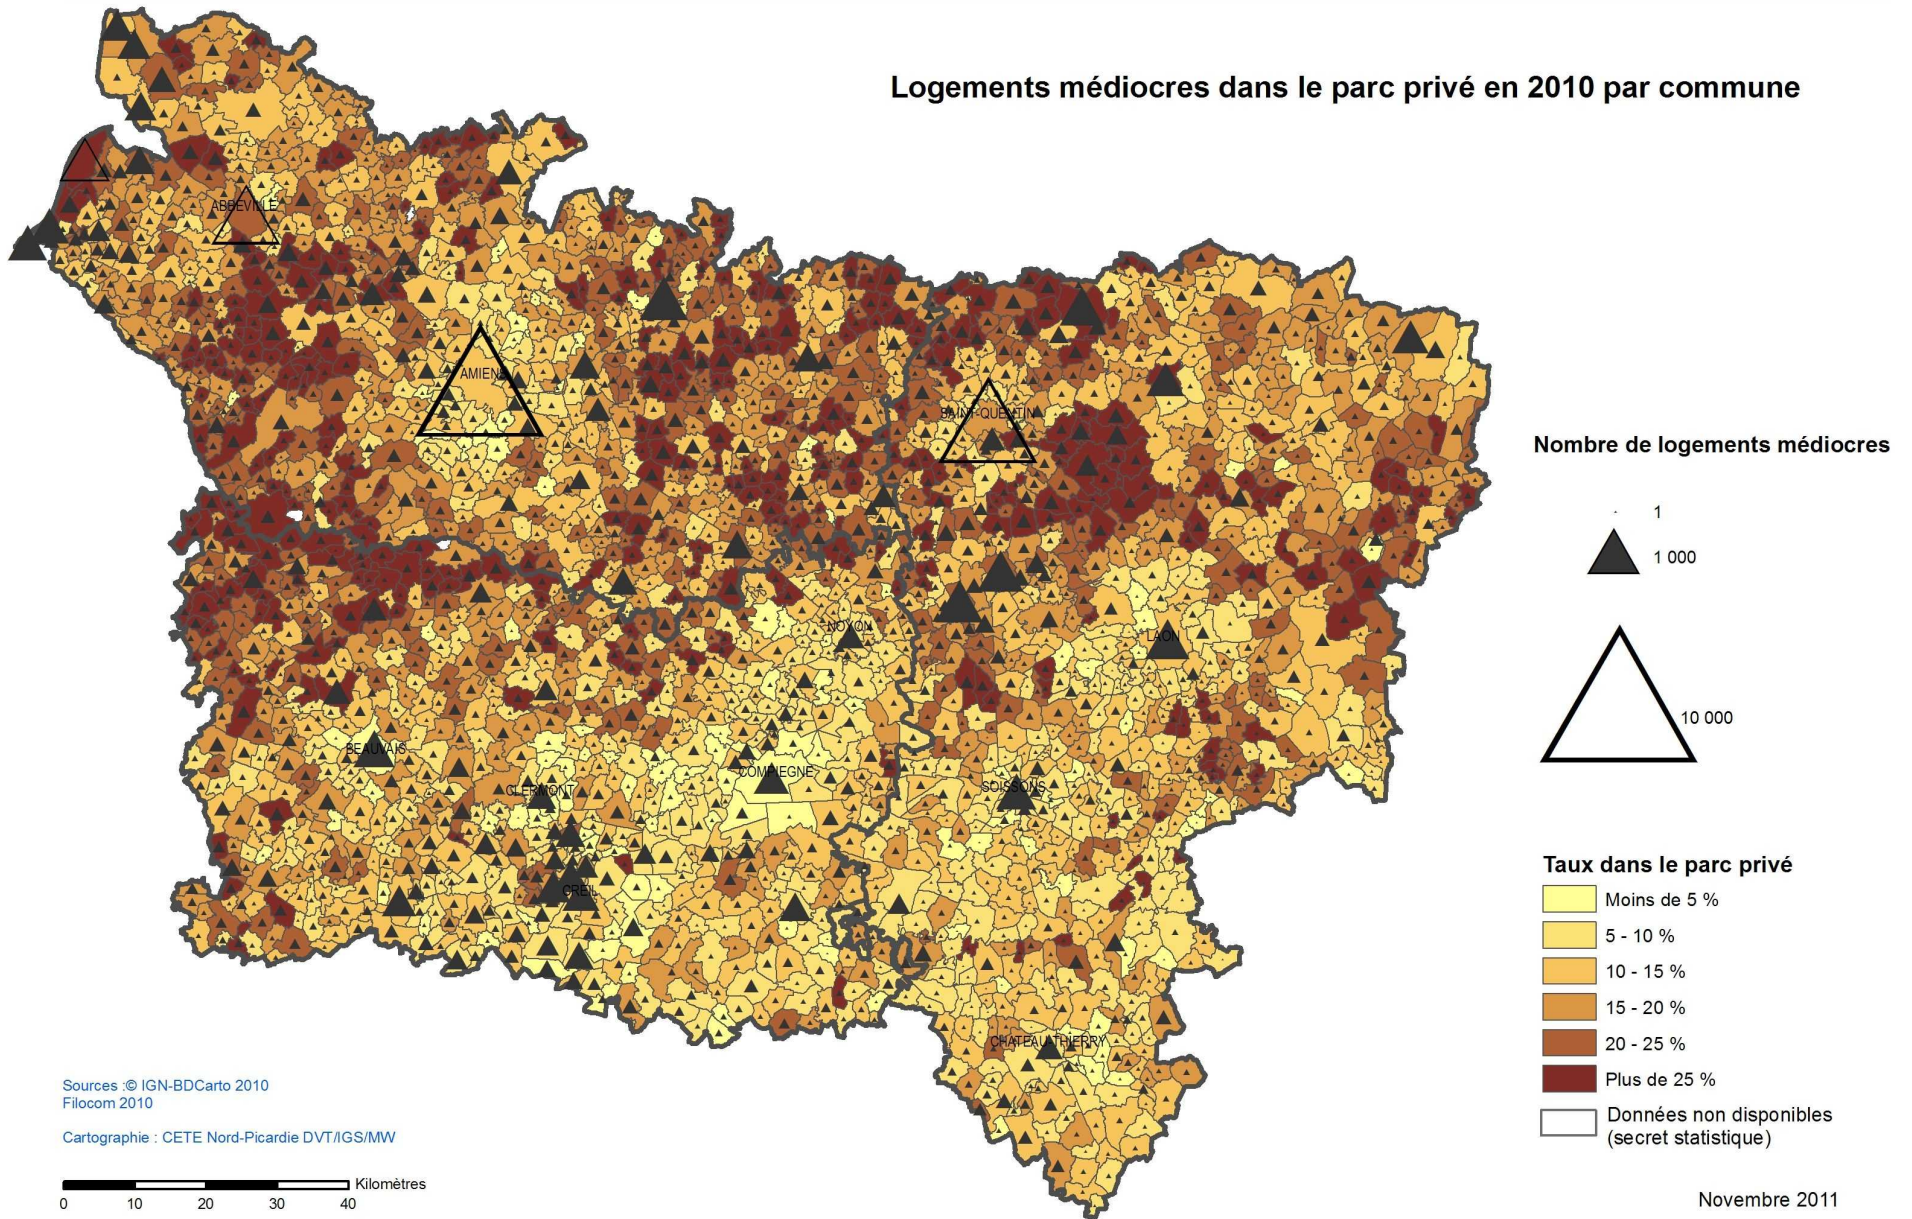 Logements médiocres dans le parc privé en 2010 par commune
ABBEVILLE
AMIENS
SAINT-QUENTIN
NOYON
LAON
BEAUVAIS
COMPIEGNE
CLERMONT
SOISSONS
CREIL
CHATEAU-THIERRY
Nombre de logements médiocres
1
1 000
10 000
Taux dans le parc privé
Moins de 5 %
5 - 10 %
10 - 15 %
15 - 20 %
20 - 25 %
Plus de 25 %
Données non disponibles
(secret statistique)
Sources :© IGN-BDCarto 2010
Filocom 2010
Cartographie : CETE Nord-Picardie DVT/IGS/MW
Kilomètres
0 10 20 30 40
Novembre 2011